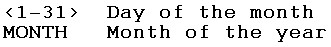 <1-31>   Day of the month
MONTH    Month of the year